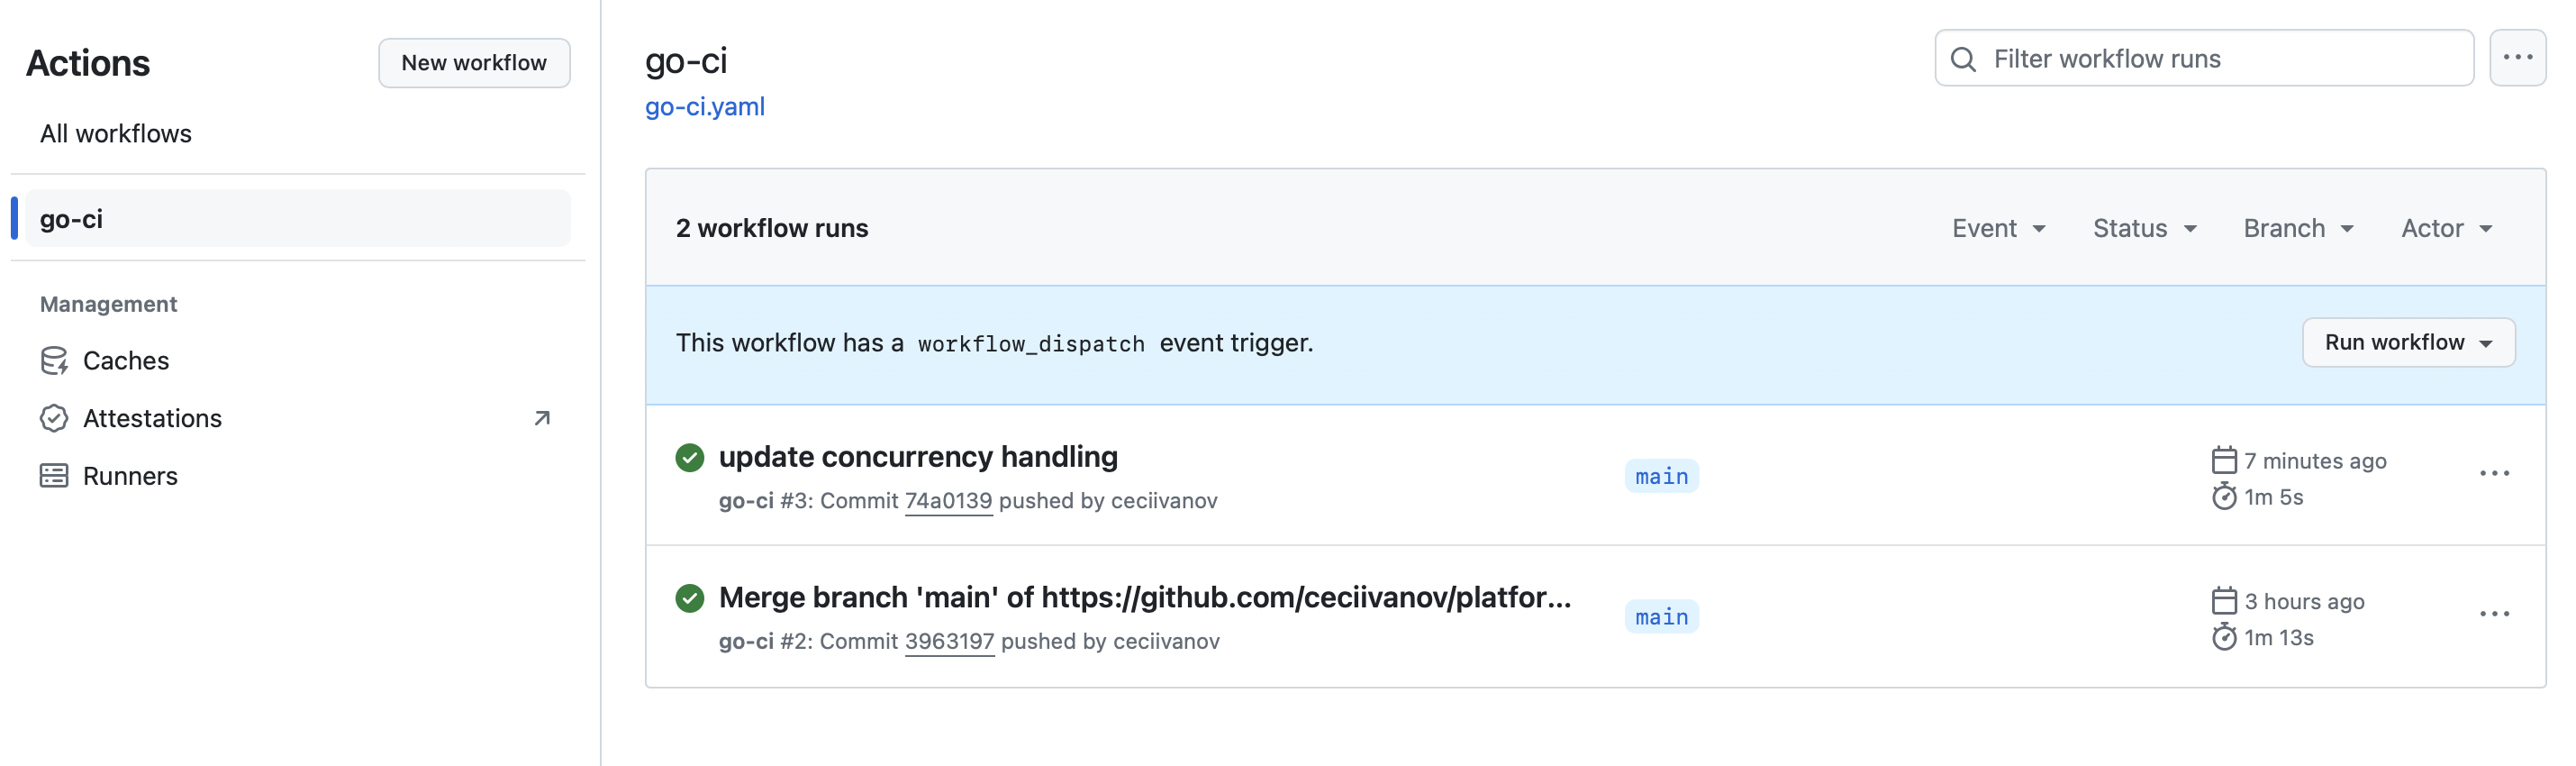 Actions
New workflow
All workflows
go-ci
Management
Caches
Attestations
Runners
go-ci
go-ci.yaml
Filter workflow runs
2 workflow runs
Event
Status
Branch
Actor
This workflow has a workflow_dispatch event trigger.
Run workflow
update concurrency handling
go-ci #3: Commit 74a0139 pushed by ceciivanov
main
7 minutes ago
1m 5s
Merge branch 'main' of https://github.com/ceciivanov/platfor...
go-ci #2: Commit 3963197 pushed by ceciivanov
main
3 hours ago
1m 13s